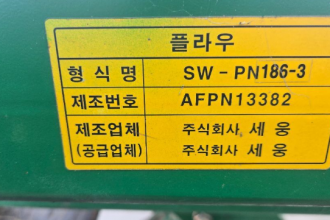 플라우
형식명 SW-PN186-3
제조번호 AFPN13382
제조업체 주식회사 세웅
(공급업체) 주식회사 세웅